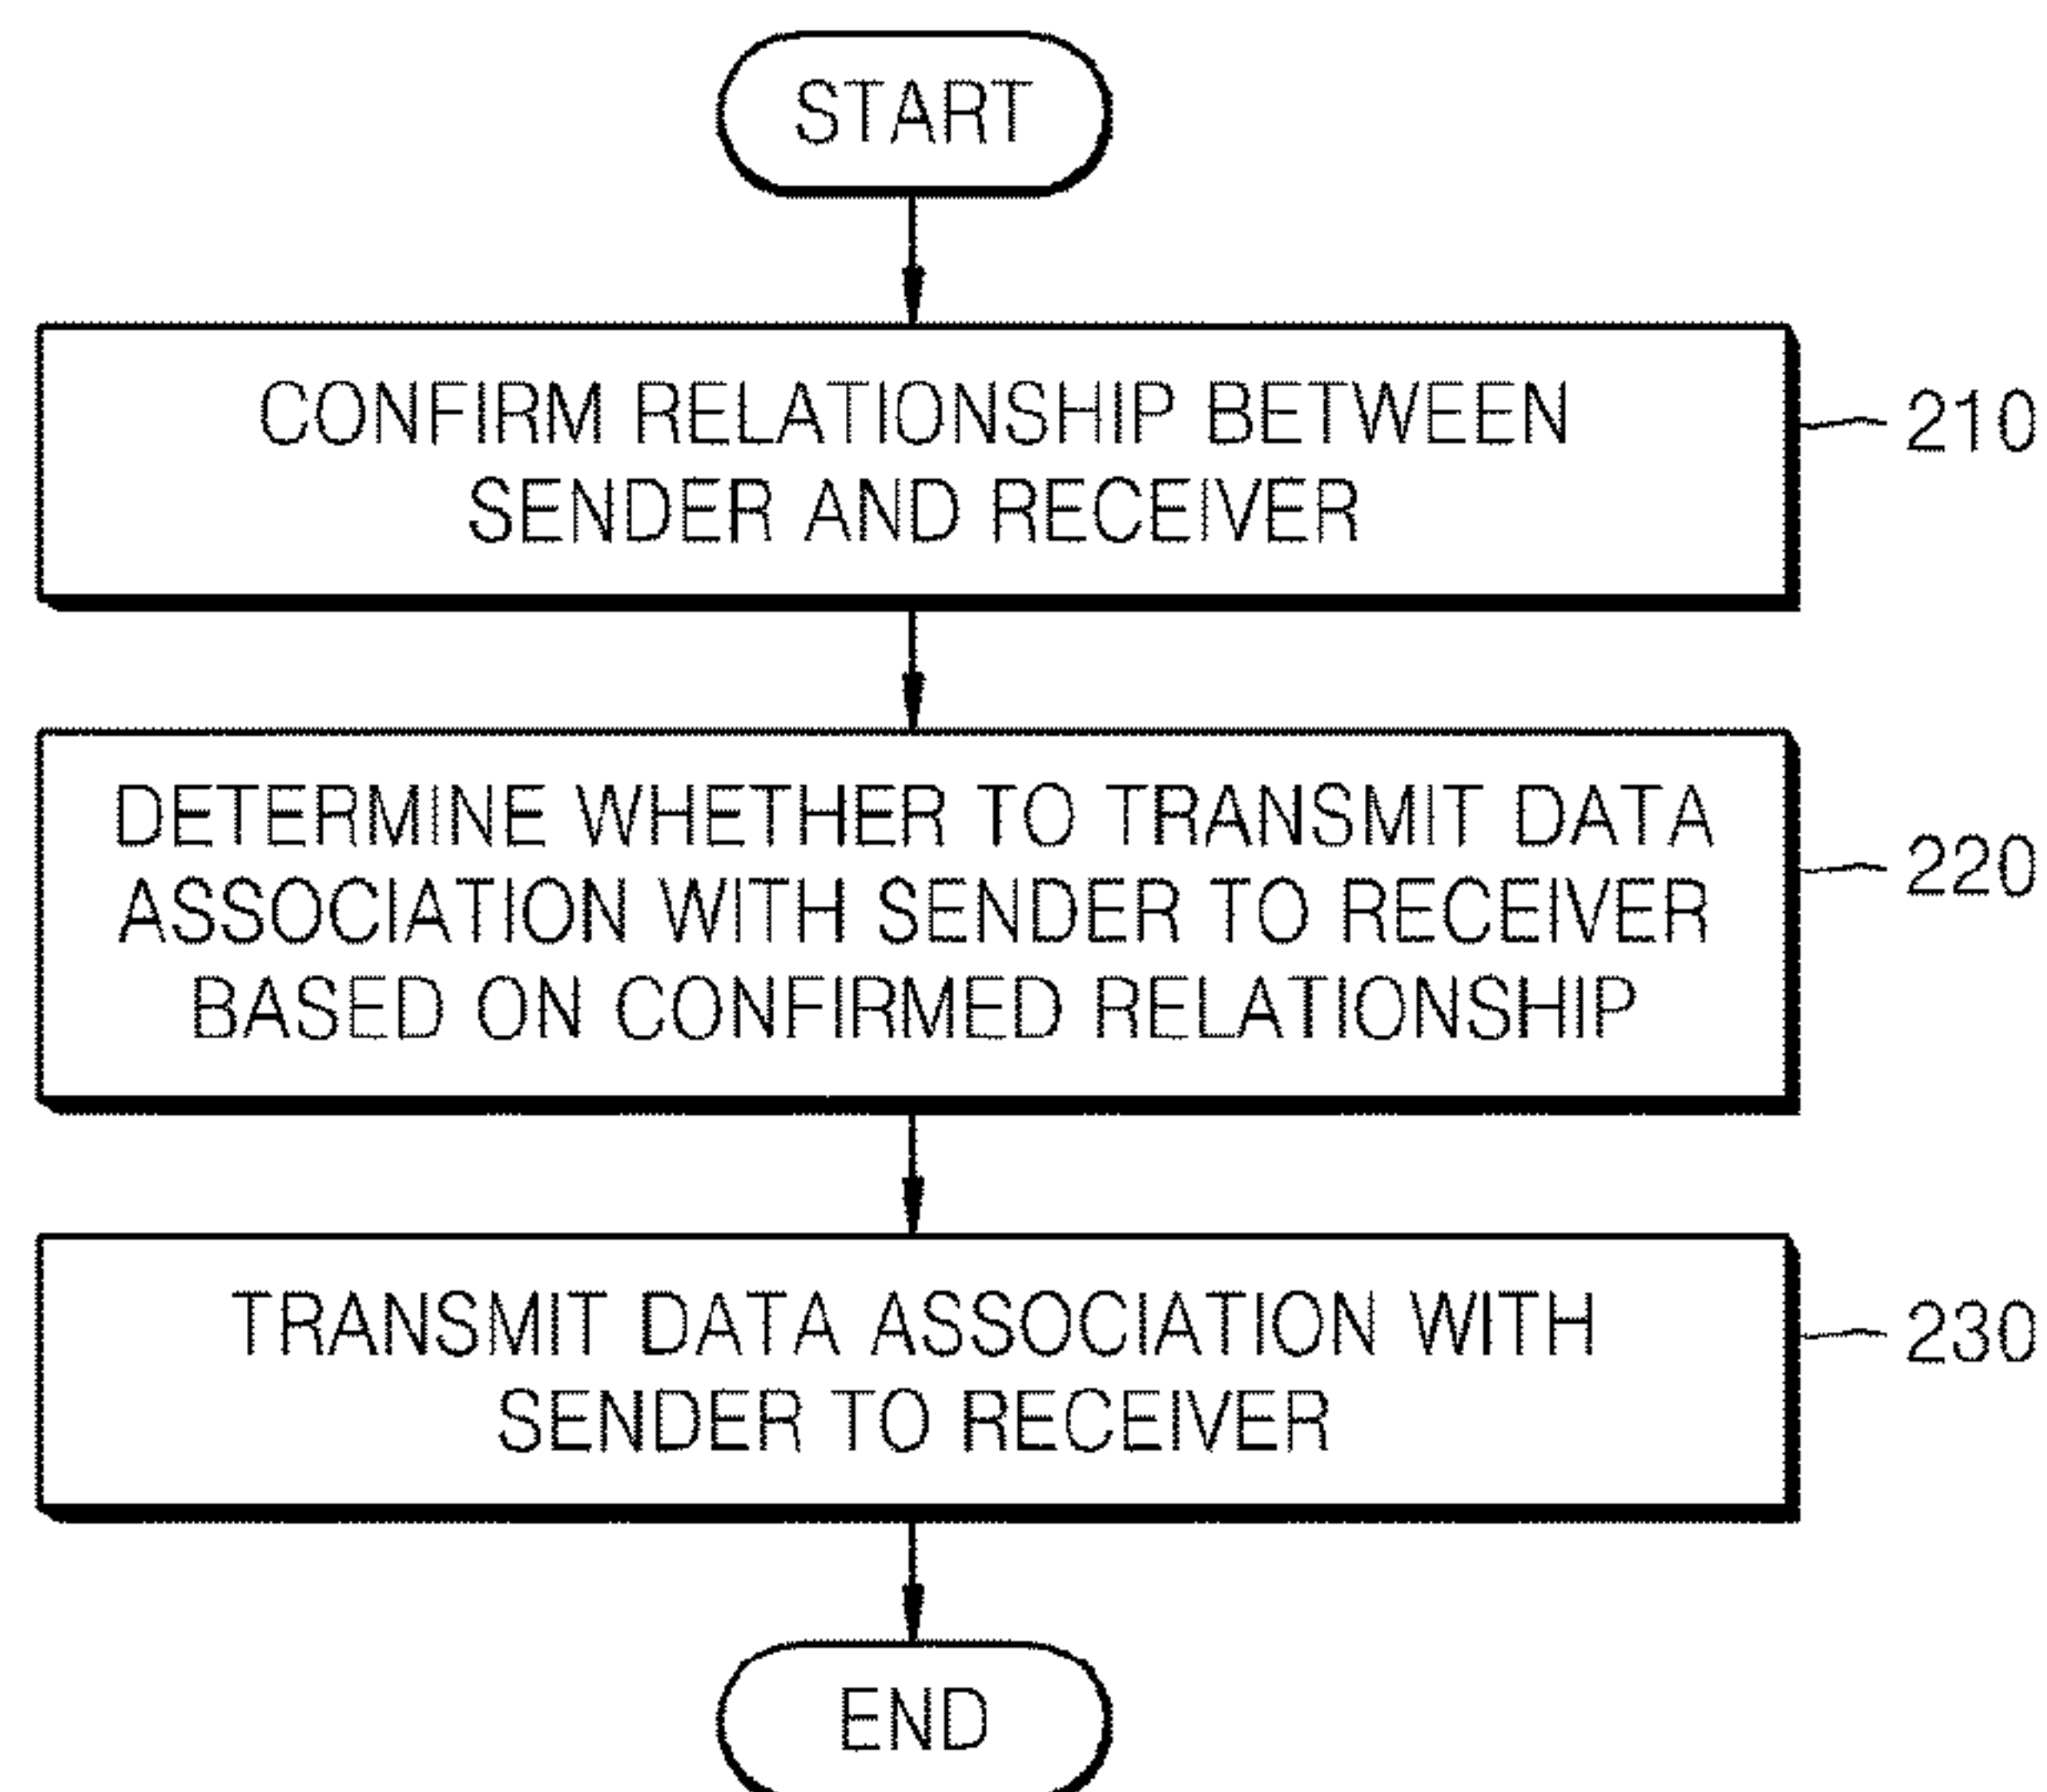 START
CONFIRM RELATIONSHIP BETWEEN
SENDER AND RECEIVER
210
DETERMINE WHETHER TO TRANSMIT DATA
ASSOCIATION WITH SENDER TO RECEIVER
BASED ON CONFIRMED RELATIONSHIP
220
TRANSMIT DATA ASSOCIATION WITH
SENDER TO RECEIVER
230
END